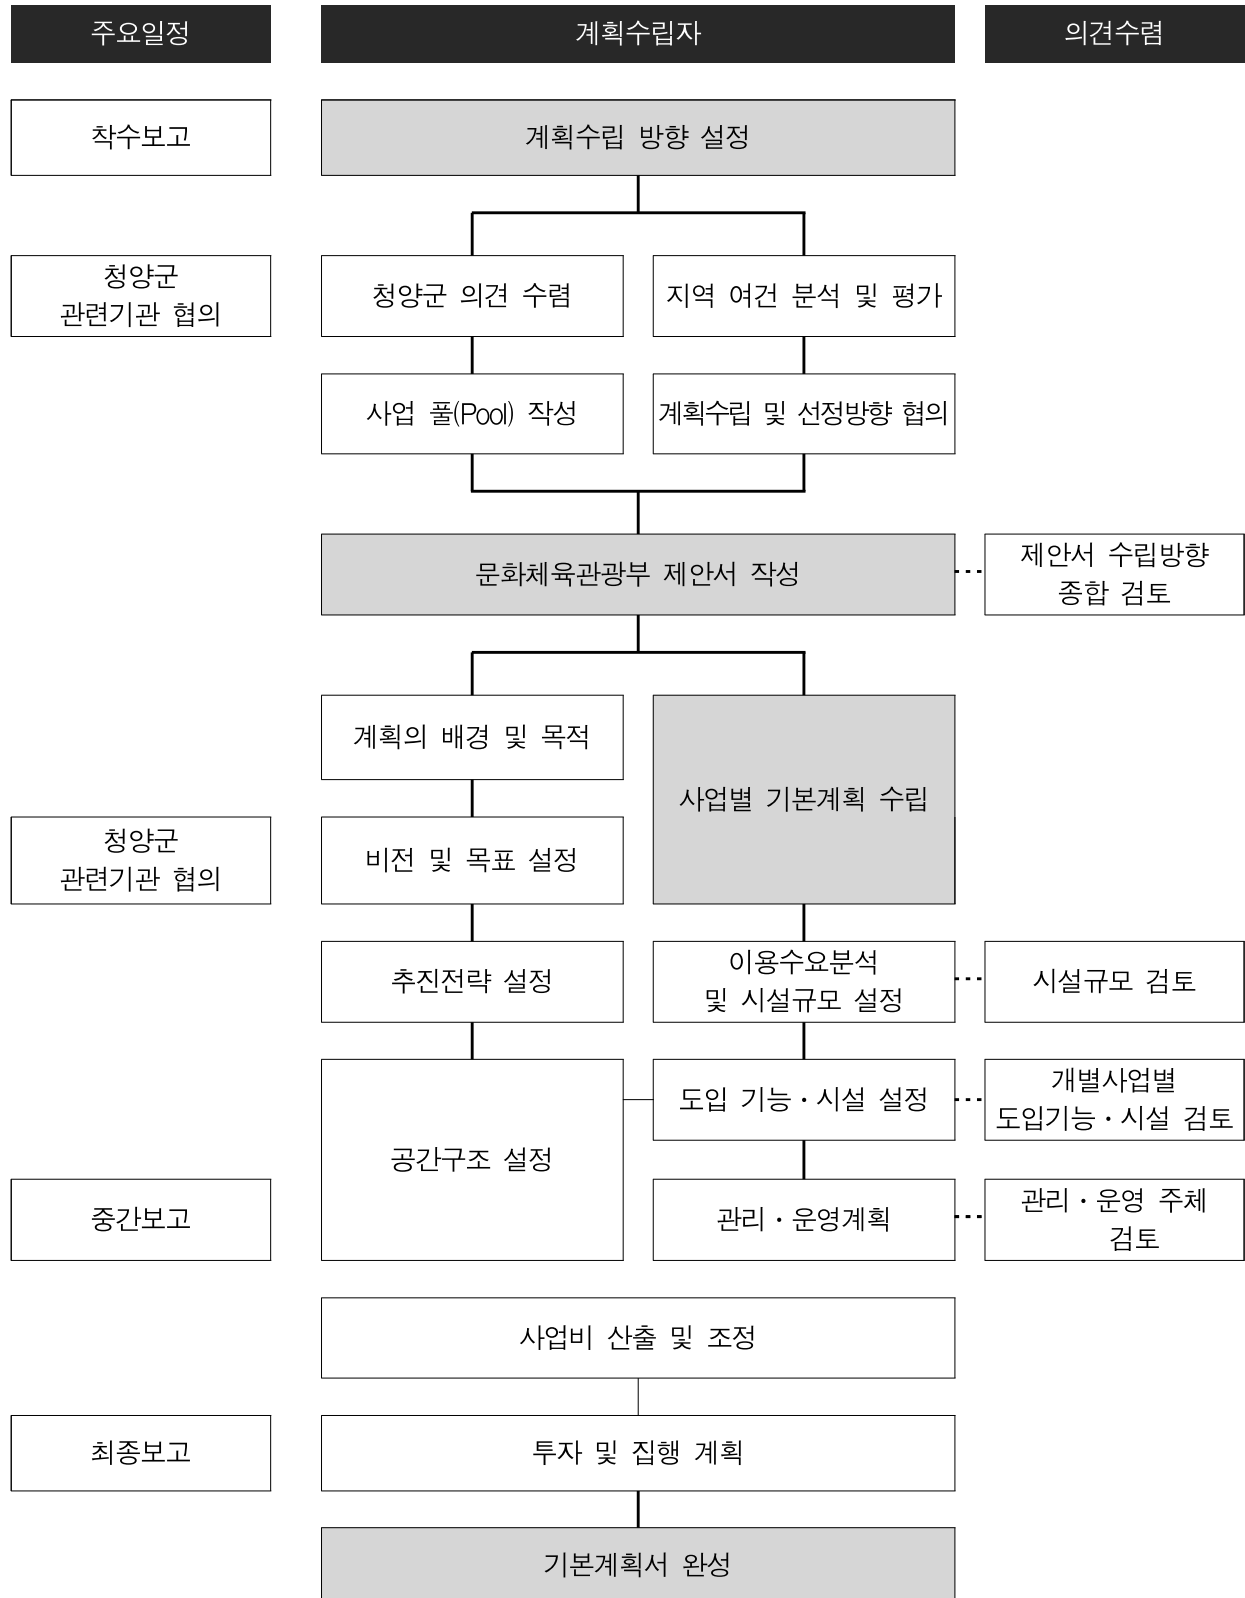 주요일정
계획수립자
의견수렴
착수보고
계획수립 방향 설정
청양군
관련기관 협의
청양군 의견 수렴
지역 여건 분석 및 평가
사업 풀(Pool) 작성
계획수립 및 선정방향 협의
문화체육관광부 제안서 작성
제안서 수립방향
종합 검토
계획의 배경 및 목적
사업별 기본계획 수립
청양군
관련기관 협의
비전 및 목표 설정
추진전략 설정
이용수요분석
및 시설규모 설정
시설규모 검토
공간구조 설정
도입 기능·시설 설정
개별사업별
도입기능·시설 검토
중간보고
관리·운영계획
관리·운영 주체
검토
사업비 산출 및 조정
최종보고
투자 및 집행 계획
기본계획서 완성